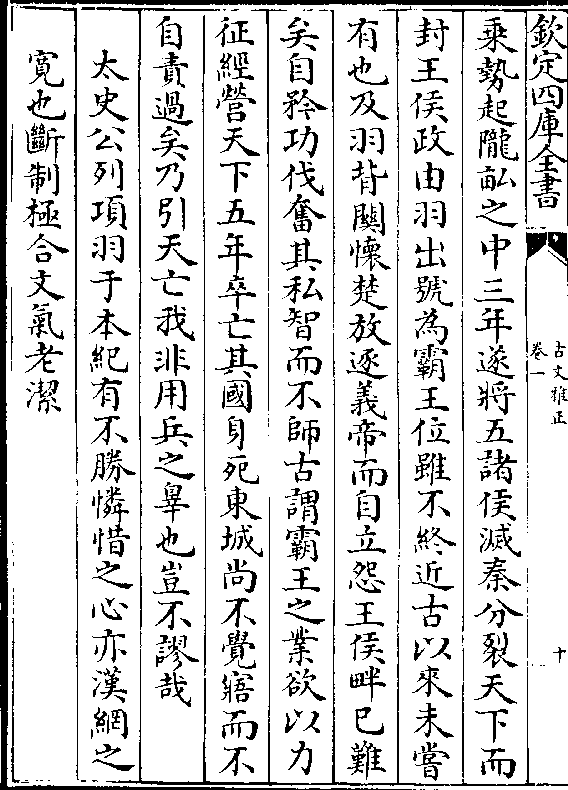 欽定四庫全書
古文雅正
卷一
十
乘勢起隴畝之中三年遂將五諸侯滅秦分裂天下而
封王侯政由羽出號為霸王位雖不終近古以來未嘗
有也及羽背關懷楚放逐義帝而自立怨王侯畔已難
矣自矜功伐奮其私智而不師古謂霸王之業欲以力
征經營天下五年卒亡其國身死東城尚不覺寤而不
自責過矣乃引天亡我非用兵之辠也豈不謬哉
太史公列項羽于本紀有不勝憐惜之心亦漢網之
寛也斷制極合文氣老潔